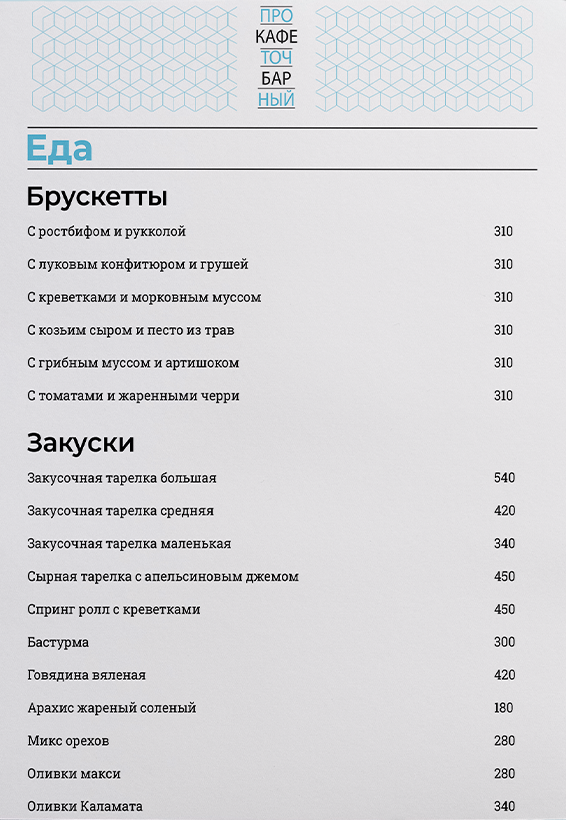 ПРО
КАФЕ
ТОЧ
БАР
НЫЙ
Еда
Брускетты
С ростбифом и рукколой 310
С луковым конфитюром и грушей 310
С креветками и морковным муссом 310
С козьим сыром и песто из трав 310
С грибным муссом и артишоком 310
С томатами и жаренными черри 310
Закуски
Закусочная тарелка большая 540
Закусочная тарелка средняя 420
Закусочная тарелка маленькая 340
Сырная тарелка с апельсиновым джемом 450
Спринг ролл с креветками 450
Бастурма 300
Говядина вяленая 420
Арахис жареный соленый 180
Микс орехов 280
Оливки макси 280
Оливки Каламата 340